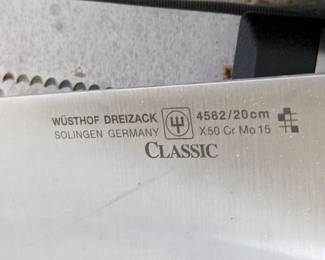 WÜSTHOF DREIZACK 4582/20cm
SOLINGEN GERMANY X50 Cr Mo 15
CLASSIC